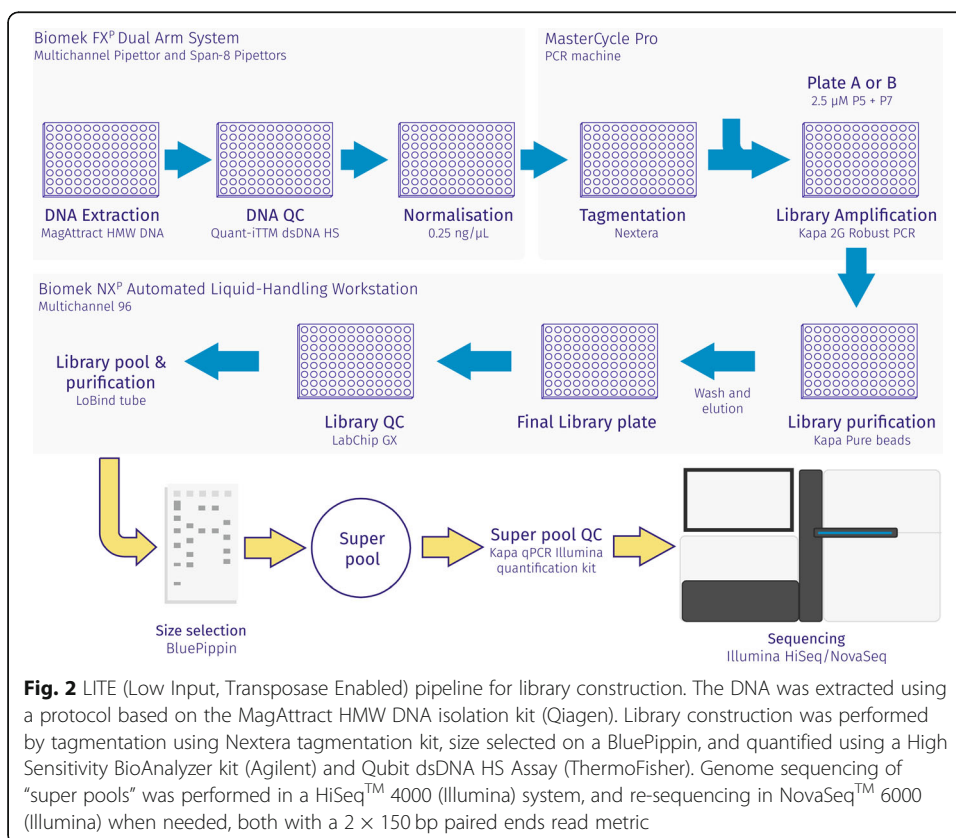 Biomek FXᴾ Dual Arm System
Multichannel Pipettor and Span-8 Pipettors
MasterCycle Pro
PCR machine
Plate A or B
2.5 µM P5 + P7
DNA Extraction
MagAttract HMW DNA
DNA QC
Quant-iTTM dsDNA HS
Normalisation
0.25 ng/µL
Tagmentation
Nextera
Library Amplification
Kapa 2G Robust PCR
Biomek NXᴾ Automated Liquid-Handling Workstation
Multichannel 96
Library pool &
purification
LoBind tube
Library QC
LabChip GX
Final Library plate
Wash and
elution
Library purification
Kapa Pure beads
Size selection
BluePippin
Super
pool
Super pool QC
Kapa qPCR Illumina
quantification kit
Sequencing
Illumina HiSeq/NovaSeq
Fig. 2 LITE (Low Input, Transposase Enabled) pipeline for library construction. The DNA was extracted using
a protocol based on the MagAttract HMW DNA isolation kit (Qiagen). Library construction was performed
by tagmentation using Nextera tagmentation kit, size selected on a BluePippin, and quantified using a High
Sensitivity BioAnalyzer kit (Agilent) and Qubit dsDNA HS Assay (ThermoFisher). Genome sequencing of
“super pools” was performed in a HiSeq™ 4000 (Illumina) system, and re-sequencing in NovaSeq™ 6000
(Illumina) when needed, both with a 2 × 150 bp paired ends read metric